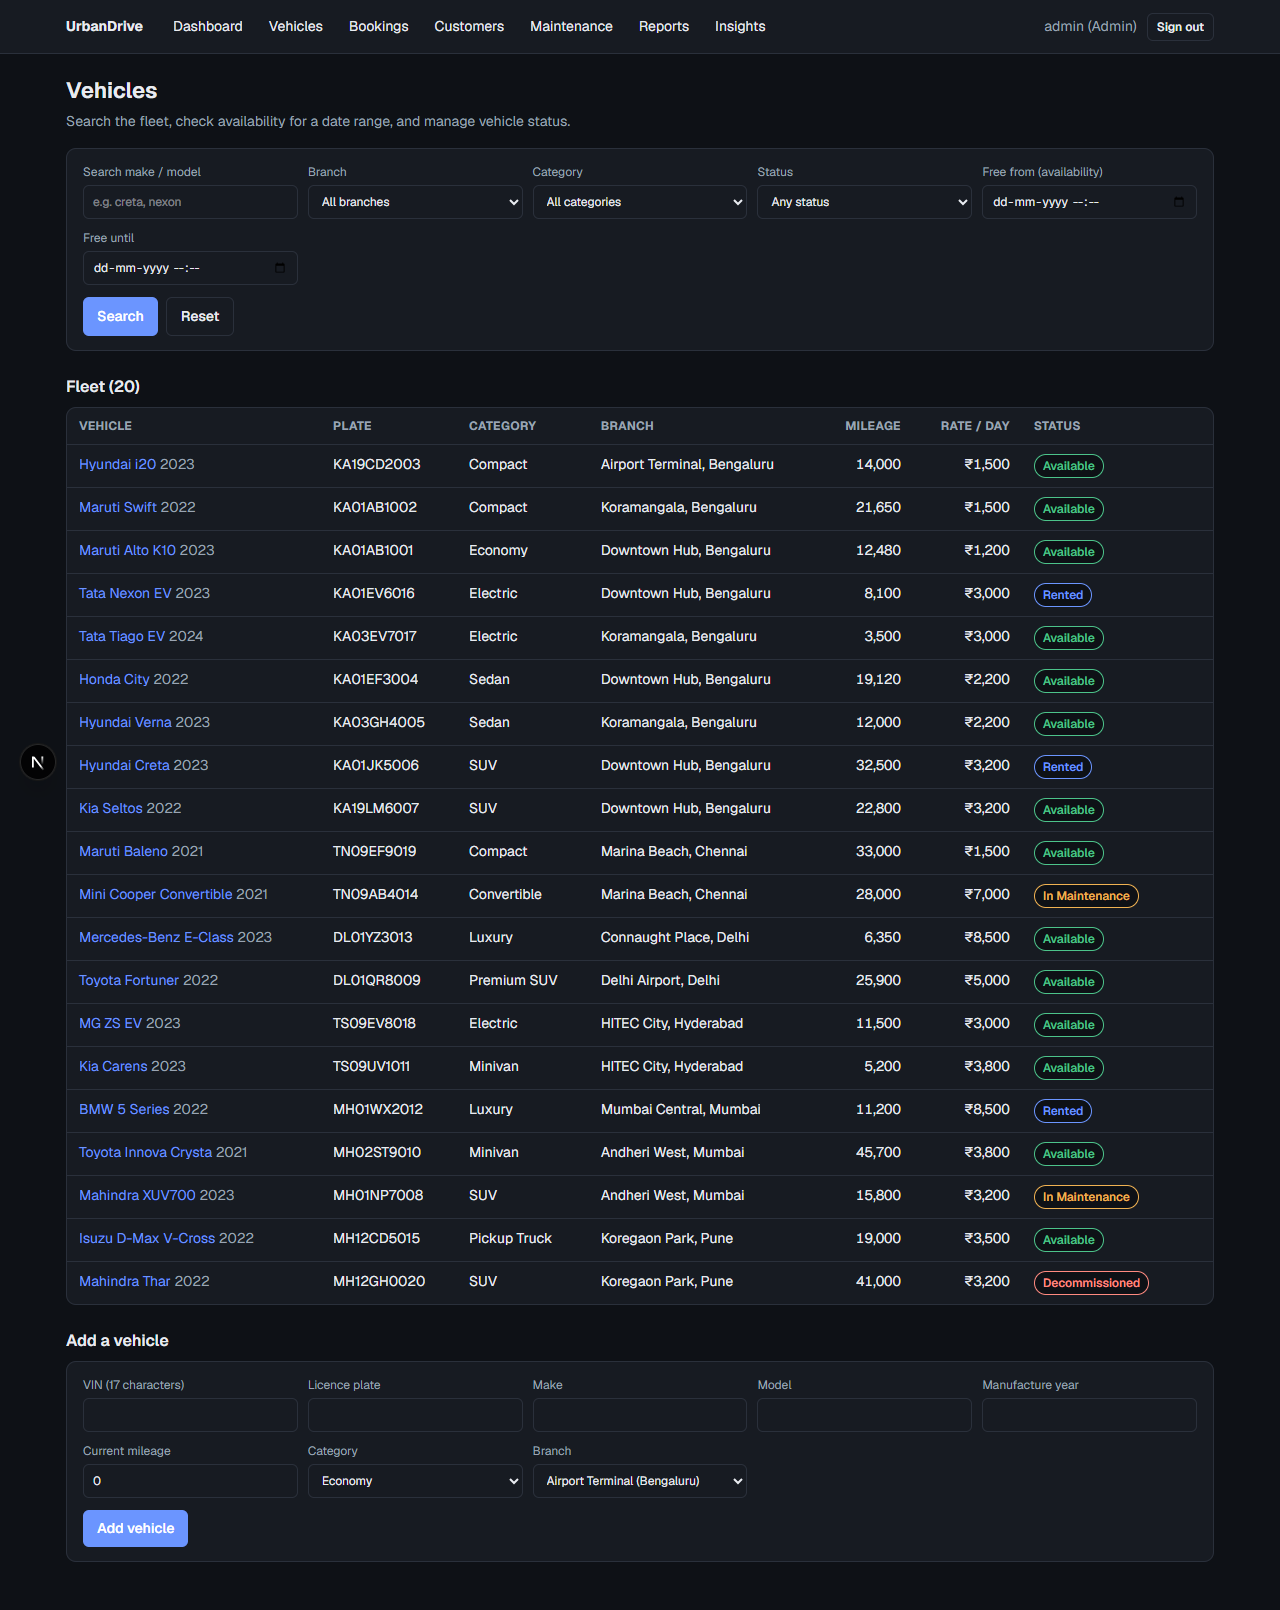 UrbanDrive Dashboard Vehicles Bookings Customers Maintenance Reports Insights admin (Admin) Sign out
Vehicles
Search the fleet, check availability for a date range, and manage vehicle status.
Search make / model Branch Category Status Free from (availability)
e.g. creta, nexon All branches All categories Any status dd-mm-yyyy --:--
Free until
dd-mm-yyyy --:--
Search Reset
Fleet (20)
VEHICLE PLATE CATEGORY BRANCH MILEAGE RATE / DAY STATUS
Hyundai i20 2023 KA19CD2003 Compact Airport Terminal, Bengaluru 14,000 ₹1,500 Available
Maruti Swift 2022 KA01AB1002 Compact Koramangala, Bengaluru 21,650 ₹1,500 Available
Maruti Alto K10 2023 KA01AB1001 Economy Downtown Hub, Bengaluru 12,480 ₹1,200 Available
Tata Nexon EV 2023 KA01EV6016 Electric Downtown Hub, Bengaluru 8,100 ₹3,000 Rented
Tata Tiago EV 2024 KA03EV7017 Electric Koramangala, Bengaluru 3,500 ₹3,000 Available
Honda City 2022 KA01EF3004 Sedan Downtown Hub, Bengaluru 19,120 ₹2,200 Available
Hyundai Verna 2023 KA03GH4005 Sedan Koramangala, Bengaluru 12,000 ₹2,200 Available
N
Hyundai Creta 2023 KA01JK5006 SUV Downtown Hub, Bengaluru 32,500 ₹3,200 Rented
Kia Seltos 2022 KA19LM6007 SUV Downtown Hub, Bengaluru 22,800 ₹3,200 Available
Maruti Baleno 2021 TN09EF9019 Compact Marina Beach, Chennai 33,000 ₹1,500 Available
Mini Cooper Convertible 2021 TN09AB4014 Convertible Marina Beach, Chennai 28,000 ₹7,000 In Maintenance
Mercedes-Benz E-Class 2023 DL01YZ3013 Luxury Connaught Place, Delhi 6,350 ₹8,500 Available
Toyota Fortuner 2022 DL01QR8009 Premium SUV Delhi Airport, Delhi 25,900 ₹5,000 Available
MG ZS EV 2023 TS09EV8018 Electric HITEC City, Hyderabad 11,500 ₹3,000 Available
Kia Carens 2023 TS09UV1011 Minivan HITEC City, Hyderabad 5,200 ₹3,800 Available
BMW 5 Series 2022 MH01WX2012 Luxury Mumbai Central, Mumbai 11,200 ₹8,500 Rented
Toyota Innova Crysta 2021 MH02ST9010 Minivan Andheri West, Mumbai 45,700 ₹3,800 Available
Mahindra XUV700 2023 MH01NP7008 SUV Andheri West, Mumbai 15,800 ₹3,200 In Maintenance
Isuzu D-Max V-Cross 2022 MH12CD5015 Pickup Truck Koregaon Park, Pune 19,000 ₹3,500 Available
Mahindra Thar 2022 MH12GH0020 SUV Koregaon Park, Pune 41,000 ₹3,200 Decommissioned
Add a vehicle
VIN (17 characters) Licence plate Make Model Manufacture year
Current mileage Category Branch
0 Economy Airport Terminal (Bengaluru)
Add vehicle